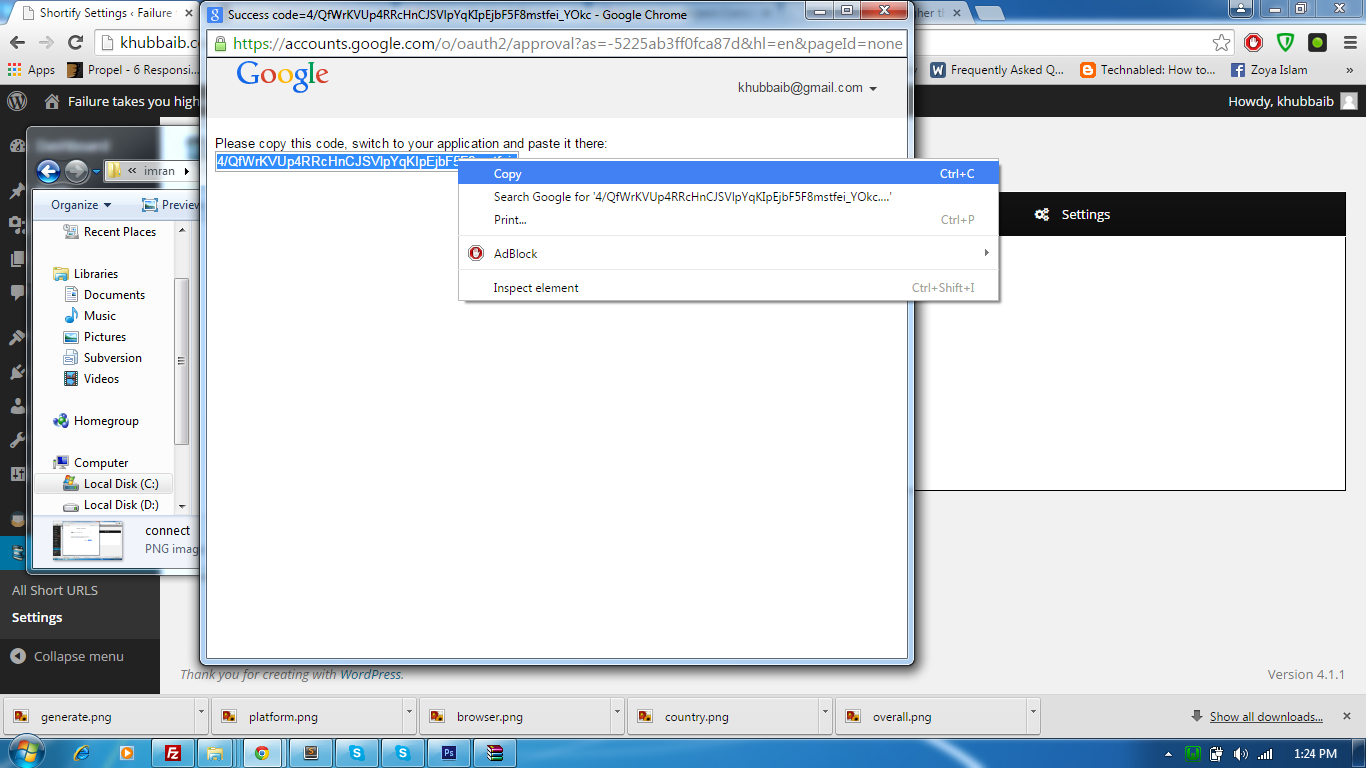 Shortify Settings ‹ Failure
Success code=4/QfWrKVUp4RRcHnCJSVlpYqKIpEjbF5F8mstfei_YOkc - Google Chrome
khubbaib.c
https://accounts.google.com/o/oauth2/approval?as=-5225ab3ff0fca87d&hl=en&pageId=none
Apps
Propel - 6 Responsi...
Frequently Asked Q...
Technabled: How to...
Zoya Islam
»
Google
khubbaib@gmail.com
Failure takes you high
Howdy, khubbaib
Please copy this code, switch to your application and paste it there:
4/QfWrKVUp4RRcHnCJSVlpYqKIpEjbF5F8mstfei
Dashboard
« imran
Organize
Preview
Recent Places
Libraries
Documents
Music
Pictures
Subversion
Videos
Homegroup
Computer
Local Disk (C:)
Local Disk (D:)
connect
PNG imag
Copy Ctrl+C
Search Google for '4/QfWrKVUp4RRcHnCJSVlpYqKIpEjbF5F8mstfei_YOkc....'
Print... Ctrl+P
AdBlock
Inspect element Ctrl+Shift+I
Settings
All Short URLS
Settings
Collapse menu
Thank you for creating with WordPress.
Version 4.1.1
generate.png
platform.png
browser.png
country.png
overall.png
Show all downloads...
1:24 PM